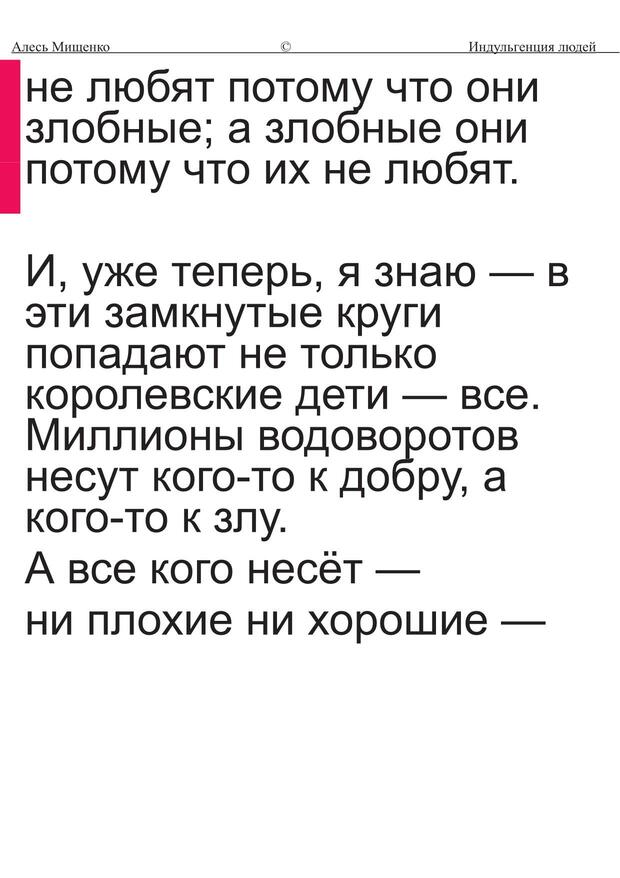 Алесь Мищенко © Индульгенция людей
не любят потому что они
злобные; а злобные они
потому что их не любят.
И, уже теперь, я знаю — в
эти замкнутые круги
попадают не только
королевские дети — все.
Миллионы водоворотов
несут кого-то к добру, а
кого-то к злу.
А все кого несёт —
ни плохие ни хорошие —